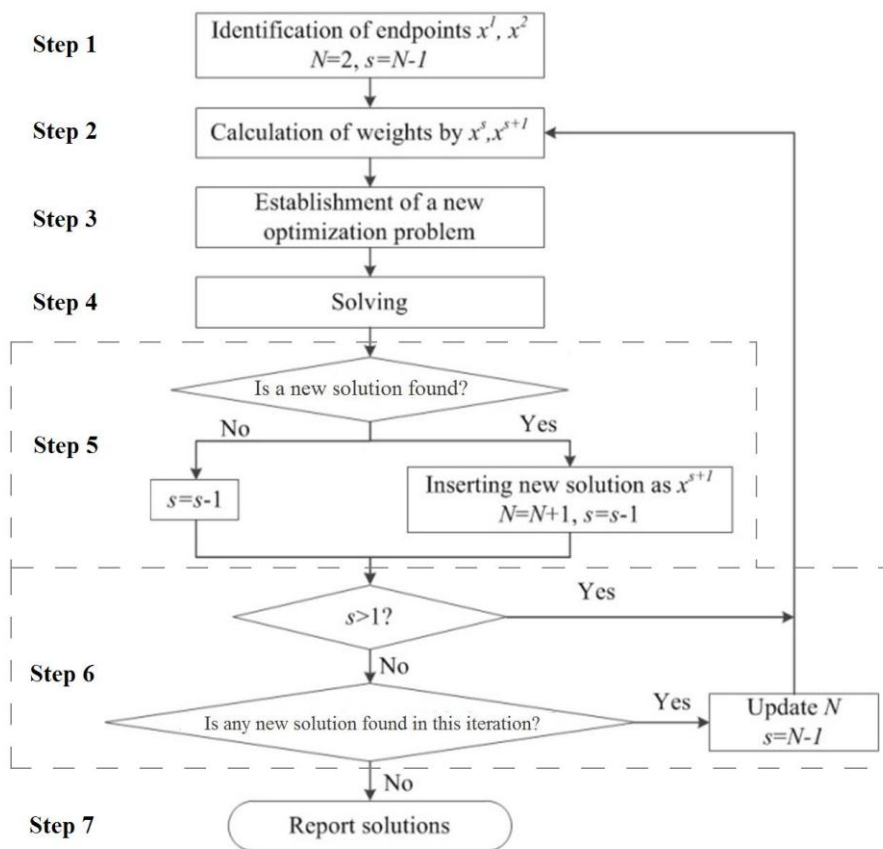 Step 1
Identification of endpoints x¹, x²
N=2, s=N-1
Step 2
Calculation of weights by xˢ,xˢ⁺¹
Step 3
Establishment of a new
optimization problem
Step 4
Solving
Is a new solution found?
No
Yes
Step 5
s=s-1
Inserting new solution as xˢ⁺¹
N=N+1, s=s-1
s>1?
Yes
No
Step 6
Is any new solution found in this iteration?
Yes
Update N
s=N-1
No
Step 7
Report solutions